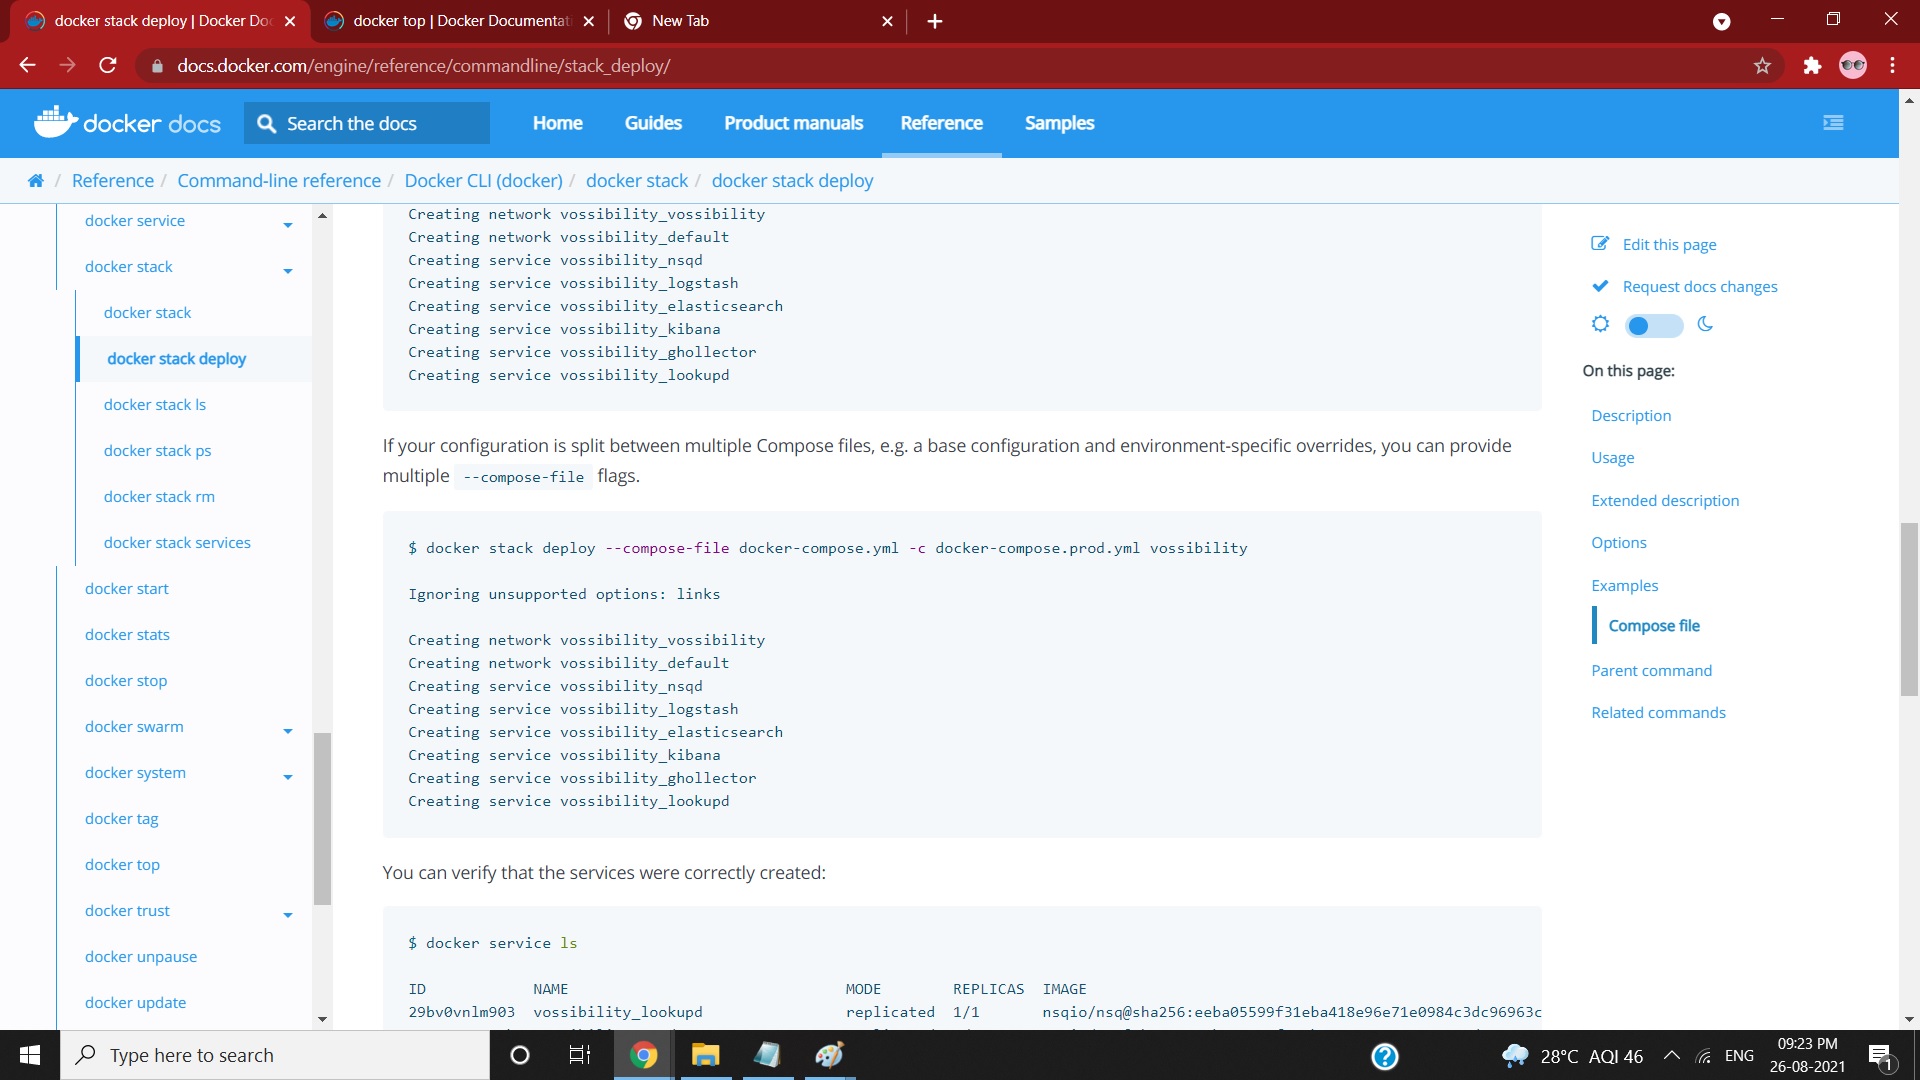 docker stack deploy | Docker Doc
docker top | Docker Documentati
New Tab
docs.docker.com/engine/reference/commandline/stack_deploy/
docker docs
Search the docs
Home
Guides
Product manuals
Reference
Samples
/ Reference / Command-line reference / Docker CLI (docker) / docker stack / docker stack deploy
docker service
docker stack
docker stack
docker stack deploy
docker stack ls
docker stack ps
docker stack rm
docker stack services
docker start
docker stats
docker stop
docker swarm
docker system
docker tag
docker top
docker trust
docker unpause
docker update
Creating network vossibility_vossibility
Creating network vossibility_default
Creating service vossibility_nsqd
Creating service vossibility_logstash
Creating service vossibility_elasticsearch
Creating service vossibility_kibana
Creating service vossibility_ghollector
Creating service vossibility_lookupd
If your configuration is split between multiple Compose files, e.g. a base configuration and environment-specific overrides, you can provide
multiple --compose-file flags.
$ docker stack deploy --compose-file docker-compose.yml -c docker-compose.prod.yml vossibility
Ignoring unsupported options: links
Creating network vossibility_vossibility
Creating network vossibility_default
Creating service vossibility_nsqd
Creating service vossibility_logstash
Creating service vossibility_elasticsearch
Creating service vossibility_kibana
Creating service vossibility_ghollector
Creating service vossibility_lookupd
You can verify that the services were correctly created:
$ docker service ls
ID NAME MODE REPLICAS IMAGE
29bv0vnlm903 vossibility_lookupd replicated 1/1 nsqio/nsq@sha256:eeba05599f31eba418e96e71e0984c3dc96963c
Edit this page
Request docs changes
On this page:
Description
Usage
Extended description
Options
Examples
Compose file
Parent command
Related commands
Type here to search
28°C AQI 46
ENG
09:23 PM
26-08-2021
1